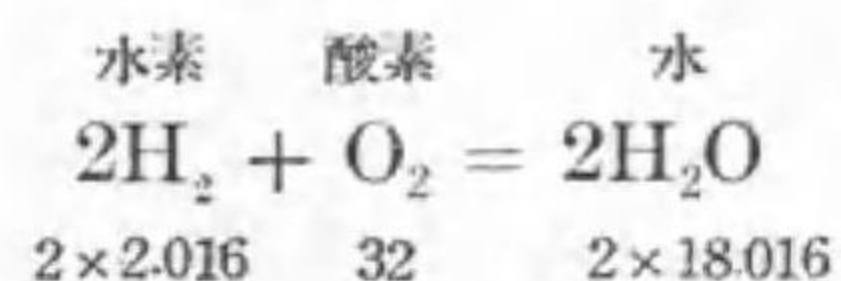 水素 酸素 水
2H₂ + O₂ = 2H₂O
2×2.016 32 2×18.016